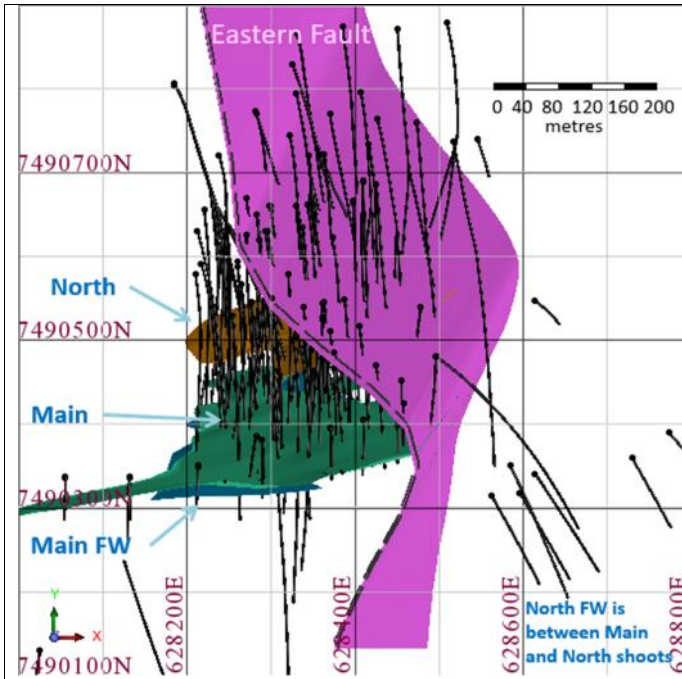 Eastern Fault
0 40 80 120 160 200
metres
7490700N
North
7490500N
Main
7490300N
Main FW
Y
X
Z
7490100N
628200E
628400E
628600E
628800E
North FW is
between Main
and North shoots